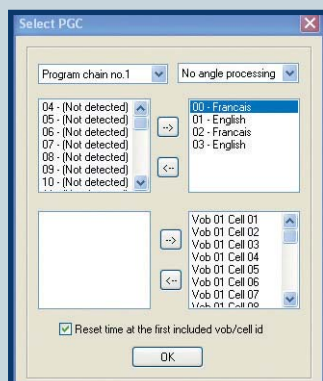 Select PGC
Program chain no.1
No angle processing
04 - (Not detected)
05 - (Not detected)
06 - (Not detected)
07 - (Not detected)
08 - (Not detected)
09 - (Not detected)
10 - (Not detected)
-->
<--
00 - Francais
01 - English
02 - Francais
03 - English
-->
<--
Vob 01 Cell 01
Vob 01 Cell 02
Vob 01 Cell 03
Vob 01 Cell 04
Vob 01 Cell 05
Vob 01 Cell 06
Vob 01 Cell 07
Vob 01 Cell 08
Reset time at the first included vob/cell id
OK